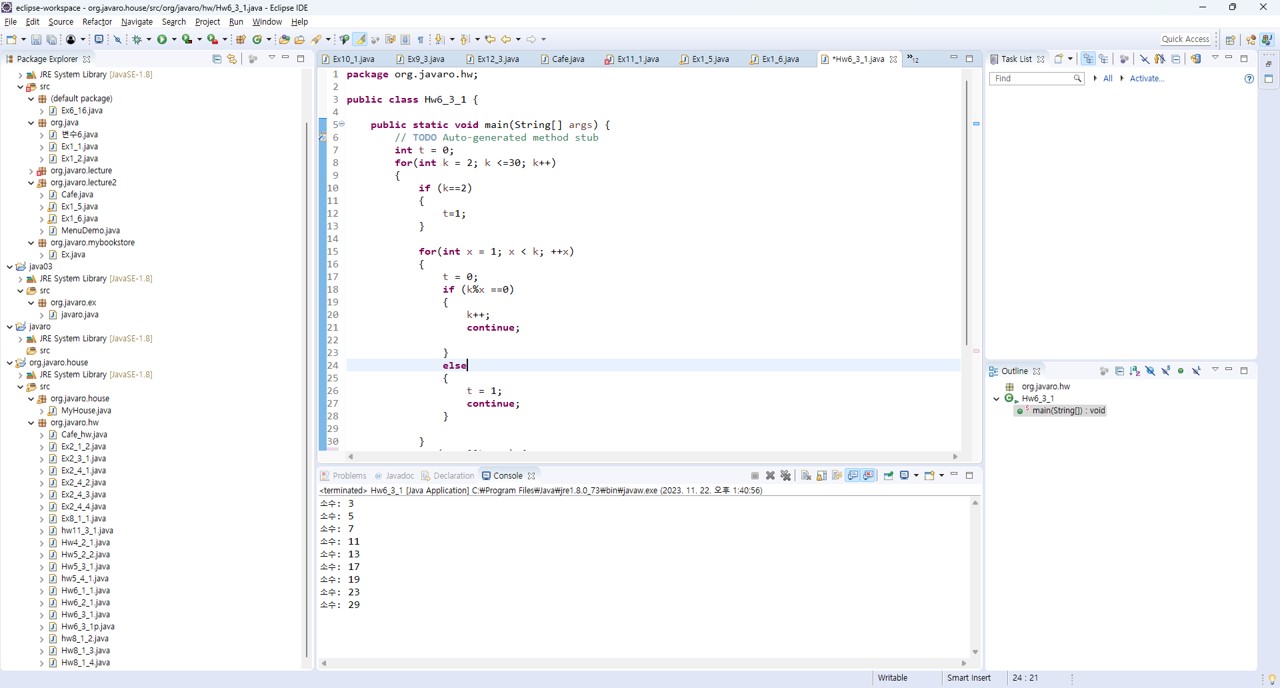 eclipse-workspace - org.javaro.house/src/org/javaro/hw/Hw6_3_1.java - Eclipse IDE
File Edit Source Refactor Navigate Search Project Run Window Help
Quick Access
Package Explorer
JRE System Library [JavaSE-1.8]
src
(default package)
Ex6_16.java
org.java
변수6.java
Ex1_1.java
Ex1_2.java
org.javaro.lecture
org.javaro.lecture2
Cafe.java
Ex1_5.java
Ex1_6.java
MenuDemo.java
org.javaro.mybookstore
Ex.java
java03
JRE System Library [JavaSE-1.8]
src
org.javaro.ex
javaro.java
javaro
JRE System Library [JavaSE-1.8]
src
org.javaro.house
JRE System Library [JavaSE-1.8]
src
org.javaro.house
MyHouse.java
org.javaro.hw
Cafe_hw.java
Ex2_1_2.java
Ex2_3_1.java
Ex2_4_1.java
Ex2_4_2.java
Ex2_4_3.java
Ex2_4_4.java
Ex8_1_1.java
hw11_3_1.java
Hw4_2_1.java
Hw5_2_2.java
Hw5_3_1.java
hw5_4_1.java
Hw6_1_1.java
Hw6_2_1.java
Hw6_3_1.java
Hw6_3_1p.java
hw8_1_2.java
Hw8_1_3.java
Hw8_1_4.java
Ex10_1.java Ex9_3.java Ex12_3.java Cafe.java Ex11_1.java Ex1_5.java Ex1_6.java *Hw6_3_1.java »12
1 package org.javaro.hw;
2
3 public class Hw6_3_1 {
4
5 public static void main(String[] args) {
6 // TODO Auto-generated method stub
7 int t = 0;
8 for(int k = 2; k <=30; k++)
9 {
10 if (k==2)
11 {
12 t=1;
13 }
14
15 for(int x = 1; x < k; ++x)
16 {
17 t = 0;
18 if (k%x ==0)
19 {
20 k++;
21 continue;
22
23 }
24 else
25 {
26 t = 1;
27 continue;
28 }
29
30 }
Problems Javadoc Declaration Console
<terminated> Hw6_3_1 [Java Application] C:₩Program Files₩Java₩jre1.8.0_73₩bin₩javaw.exe (2023. 11. 22. 오후 1:40:56)
소수: 3
소수: 5
소수: 7
소수: 11
소수: 13
소수: 17
소수: 19
소수: 23
소수: 29
Task List
Find All Activate...
Outline
org.javaro.hw
Hw6_3_1
main(String[]) : void
Writable Smart Insert 24 : 21